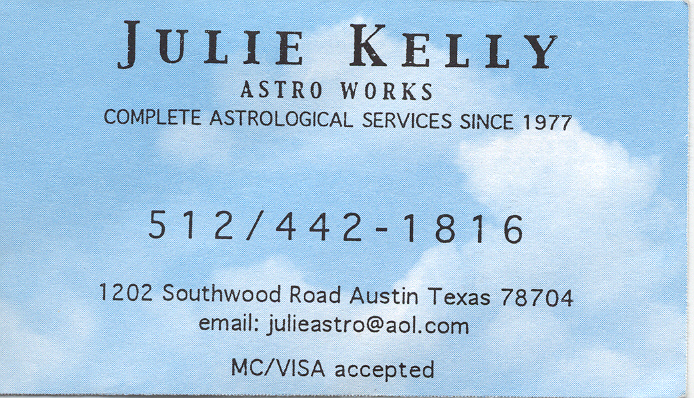 JULIE KELLY
ASTRO WORKS
COMPLETE ASTROLOGICAL SERVICES SINCE 1977
512/442-1816
1202 Southwood Road Austin Texas 78704
email: julieastro@aol.com
MC/VISA accepted